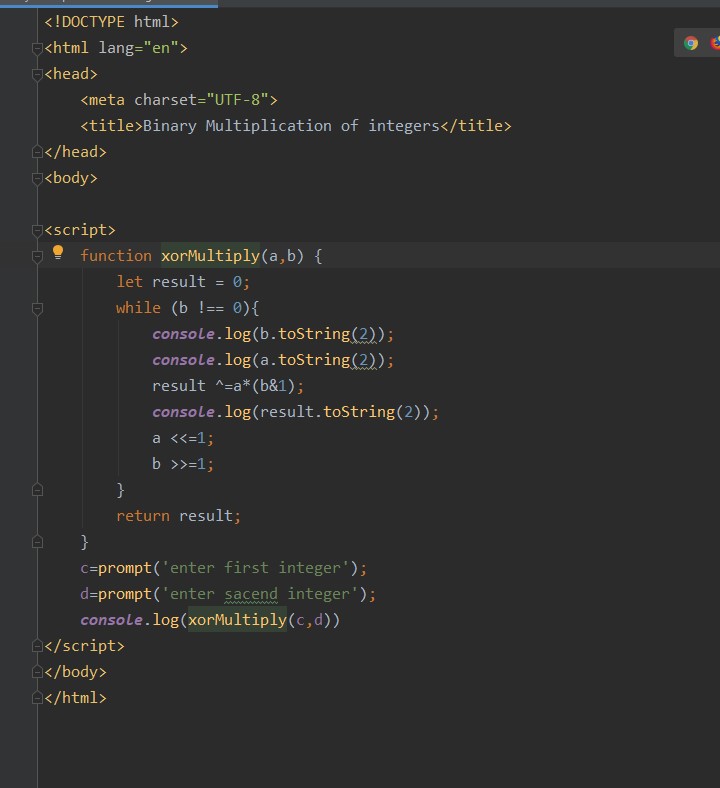 <!DOCTYPE html>
<html lang="en">
<head>
    <meta charset="UTF-8">
    <title>Binary Multiplication of integers</title>
</head>
<body>

<script>
    function xorMultiply(a,b) {
        let result = 0;
        while (b !== 0){
            console.log(b.toString(2));
            console.log(a.toString(2));
            result ^=a*(b&1);
            console.log(result.toString(2));
            a <<=1;
            b >>=1;
        }
        return result;
    }
    c=prompt('enter first integer');
    d=prompt('enter sacend integer');
    console.log(xorMultiply(c,d))
</script>
</body>
</html>